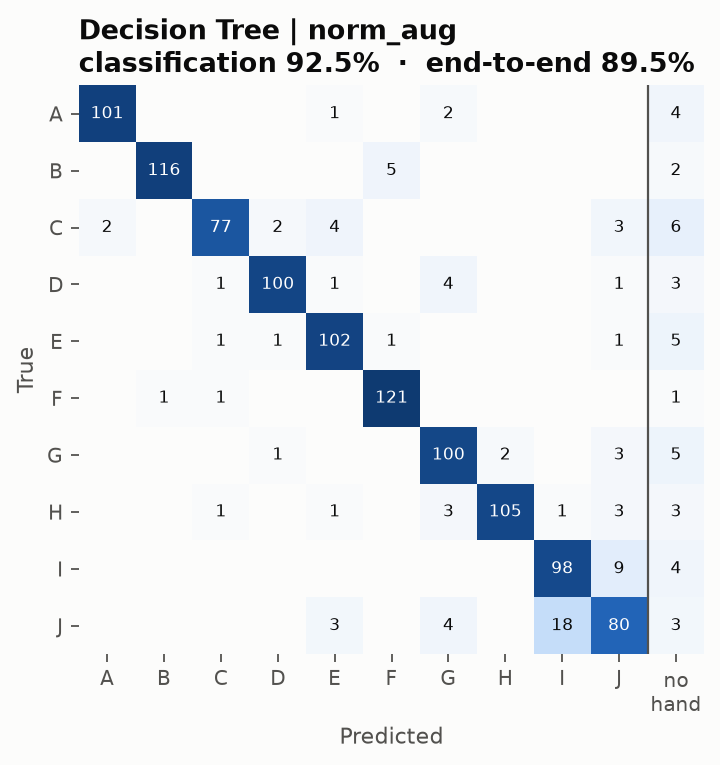 Decision Tree | norm_aug
classification 92.5%  ·  end-to-end 89.5%
A 101 1 2 4
B 116 5 2
C 2 77 2 4 3 6
D 1 100 1 4 1 3
E 1 1 102 1 1 5
F 1 1 121 1
G 1 100 2 3 5
H 1 1 3 105 1 3 3
I 98 9 4
J 3 4 18 80 3
True
A B C D E F G H I J no
hand
Predicted